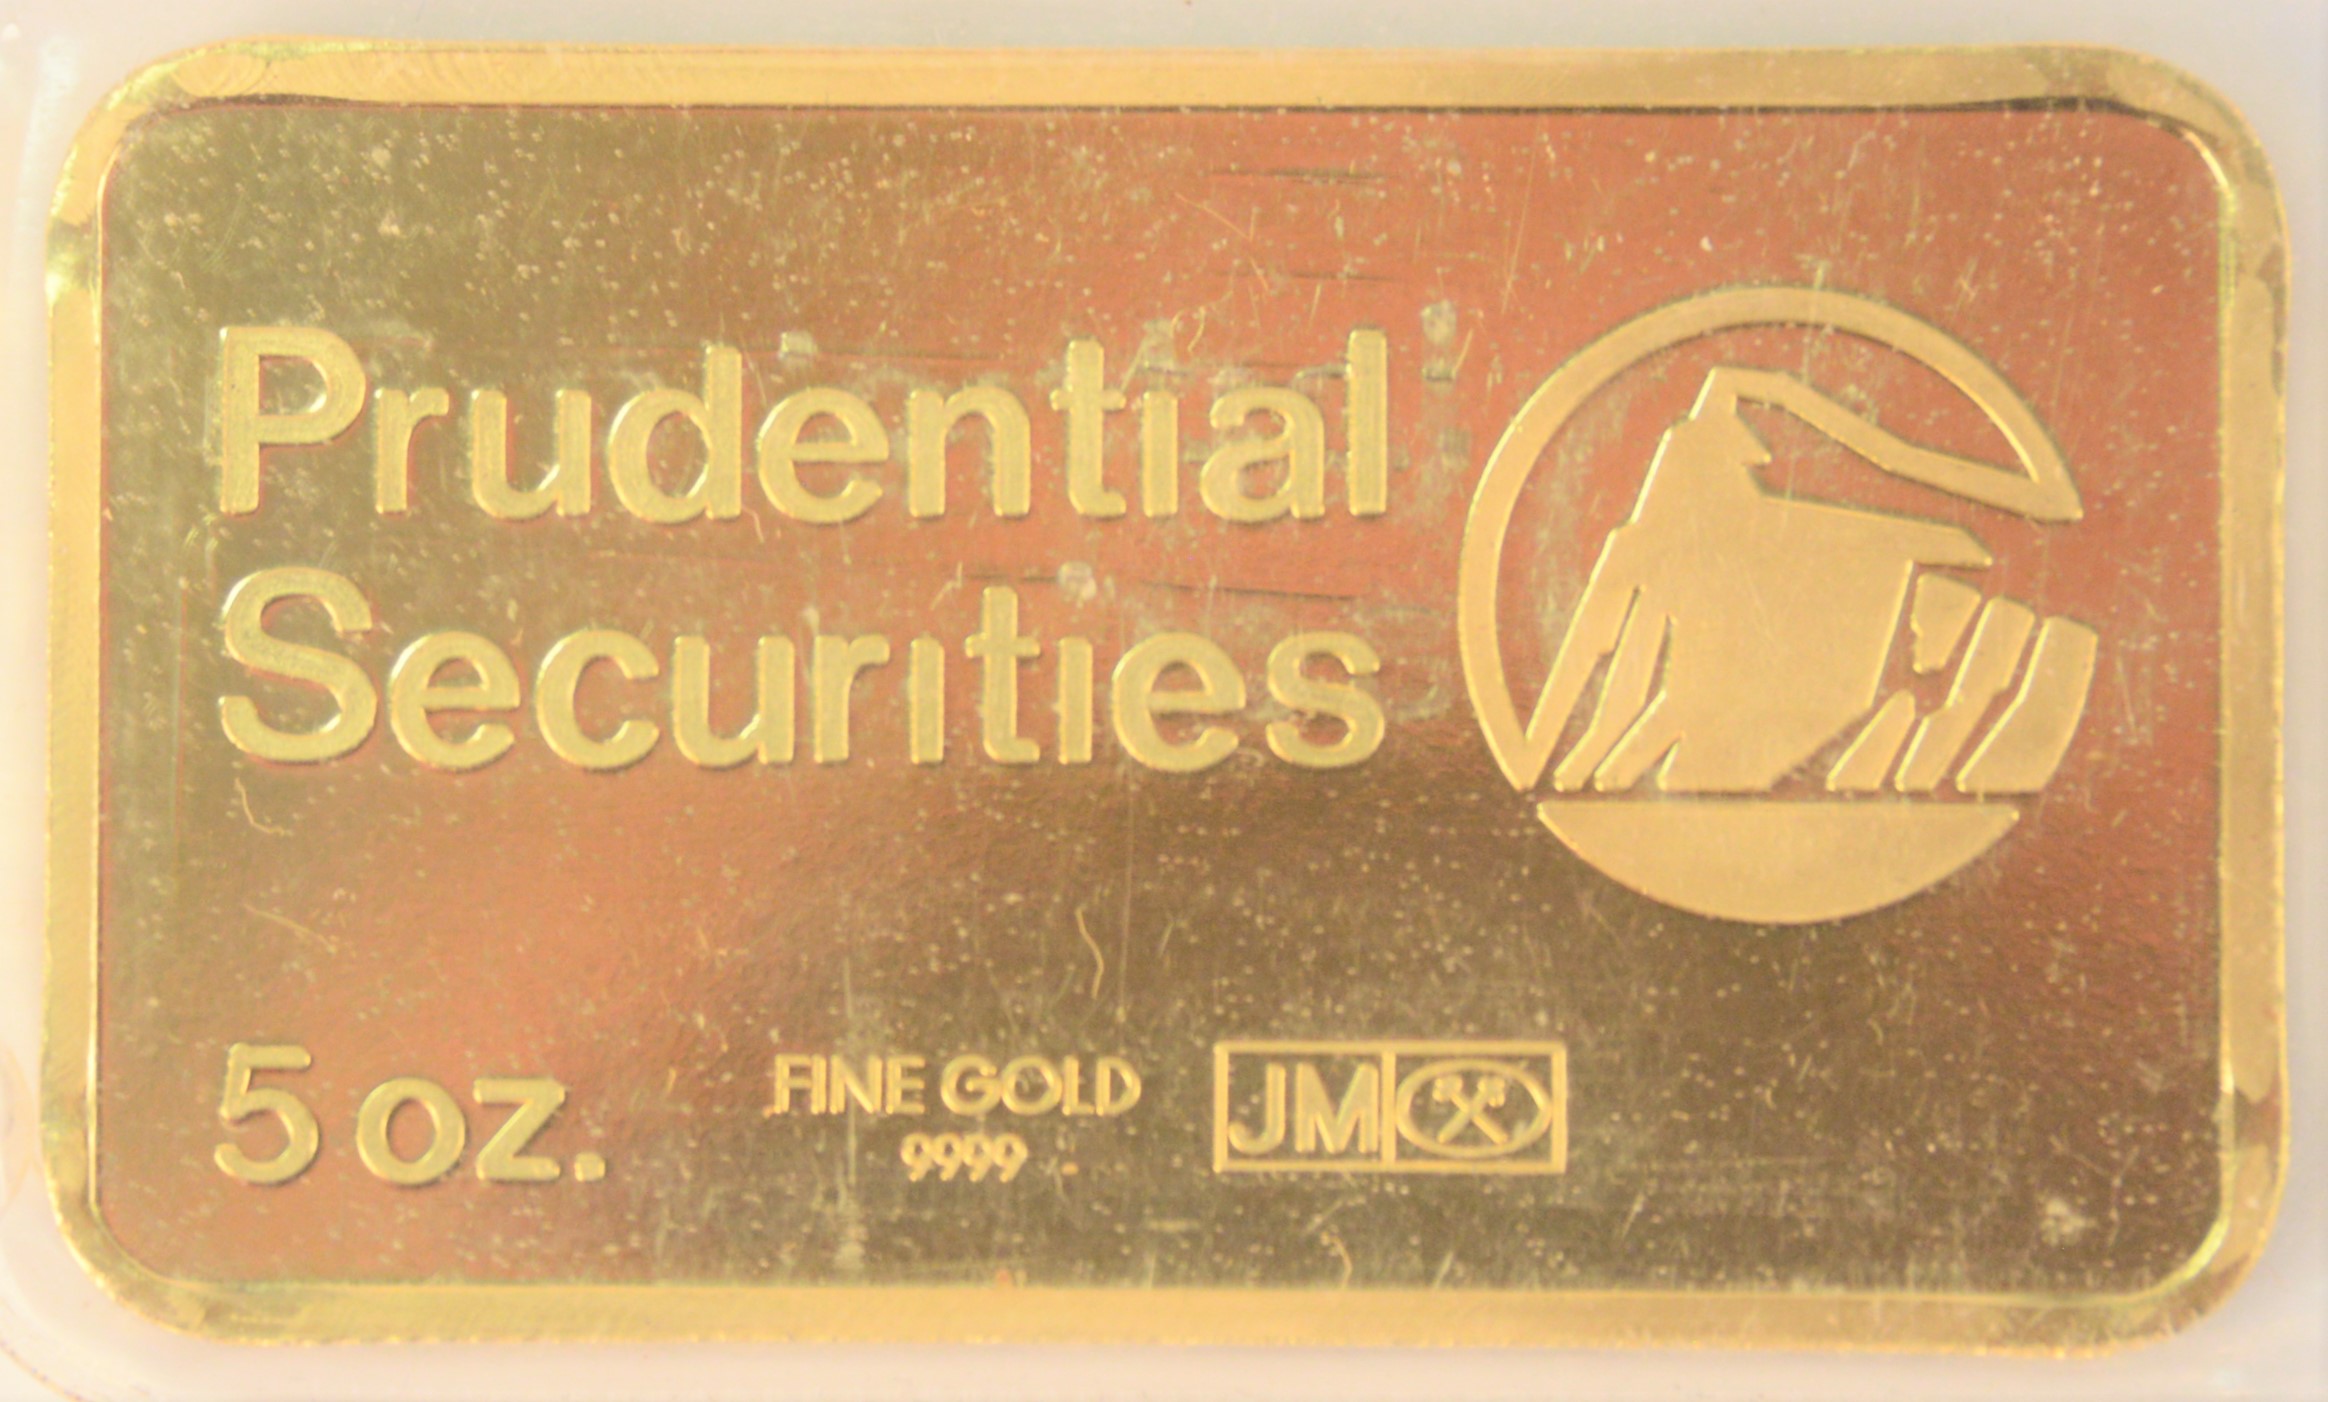 Prudential
Securities
5 oz.
FINE GOLD
9999
JM